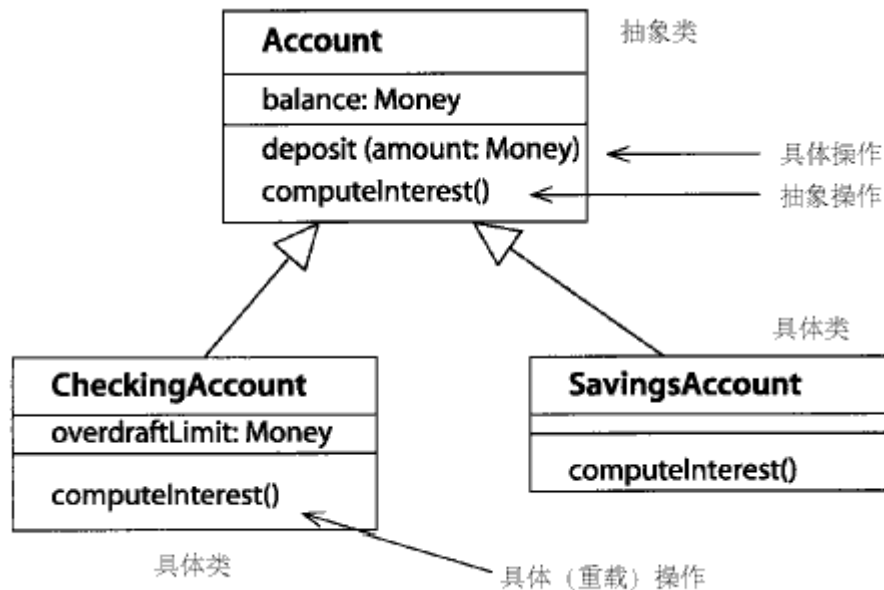 Account
抽象类
balance: Money
deposit (amount: Money)
具体操作
computeInterest()
抽象操作
具体类
CheckingAccount
SavingsAccount
overdraftLimit: Money
computeInterest()
computeInterest()
具体类
具体（重载）操作